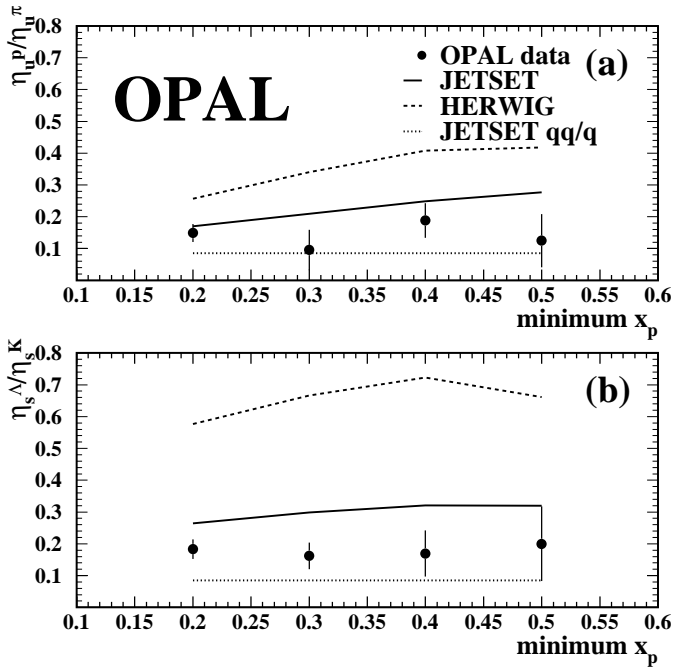 η_u^p/η_u^π
0.8
0.7
0.6
0.5
0.4
0.3
0.2
0.1
OPAL
(a)
OPAL data
JETSET
HERWIG
JETSET qq/q
0.1 0.15 0.2 0.25 0.3 0.35 0.4 0.45 0.5 0.55 0.6
minimum x_p
η_s^Λ/η_s^K
0.8
0.7
0.6
0.5
0.4
0.3
0.2
0.1
(b)
0.1 0.15 0.2 0.25 0.3 0.35 0.4 0.45 0.5 0.55 0.6
minimum x_p